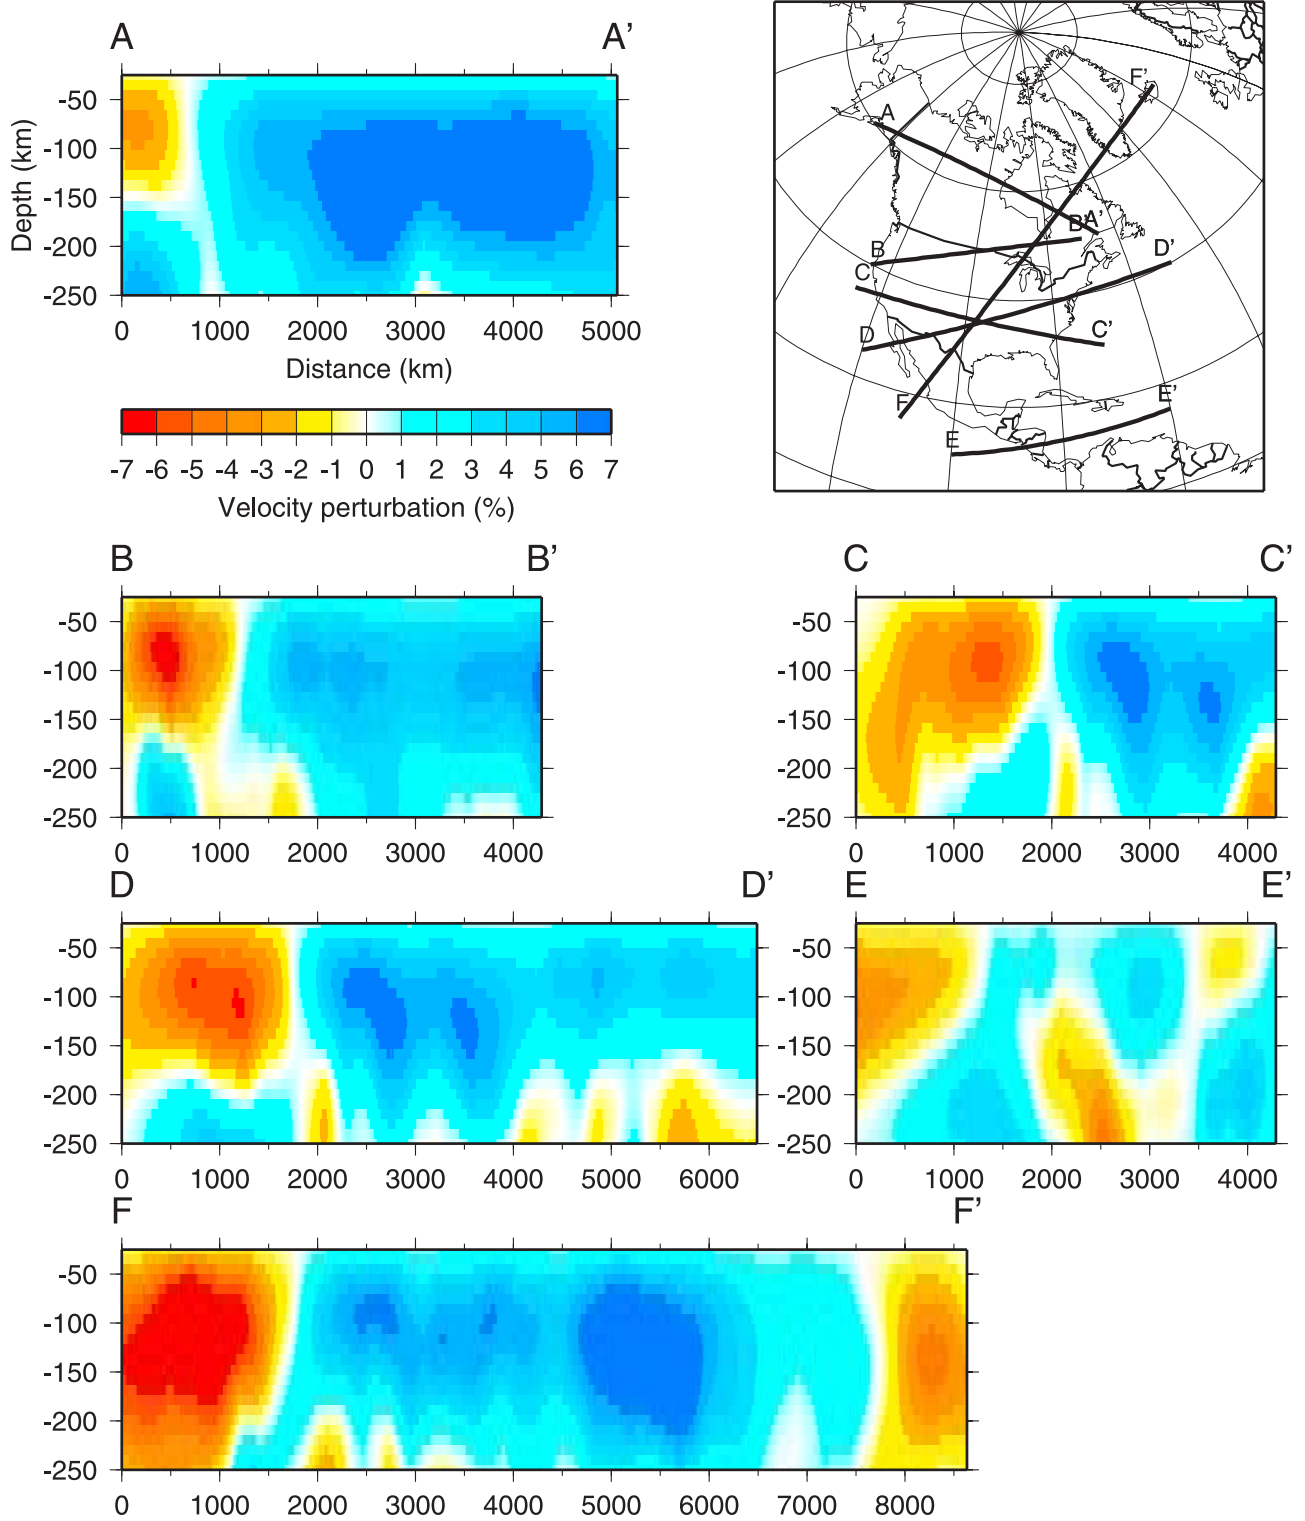 A A’
-50
-100
-150
-200
-250
Depth (km)
0 1000 2000 3000 4000 5000
Distance (km)
-7 -6 -5 -4 -3 -2 -1 0 1 2 3 4 5 6 7
Velocity perturbation (%)
F’
A
B’ A’
B
D’
C
D
C’
F
E’
E
B B’
-50
-100
-150
-200
-250
0 1000 2000 3000 4000
C C’
-50
-100
-150
-200
-250
0 1000 2000 3000 4000
D D’
-50
-100
-150
-200
-250
0 1000 2000 3000 4000 5000 6000
E E’
-50
-100
-150
-200
-250
0 1000 2000 3000 4000
F F’
-50
-100
-150
-200
-250
0 1000 2000 3000 4000 5000 6000 7000 8000